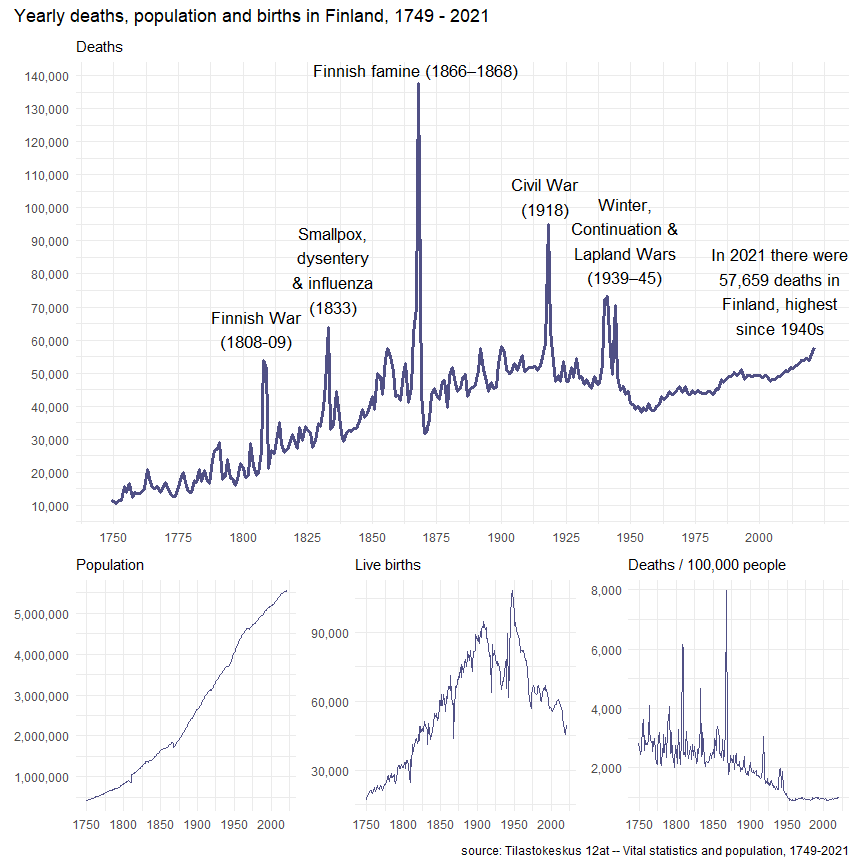 Yearly deaths, population and births in Finland, 1749 - 2021
Deaths
140,000
130,000
120,000
110,000
100,000
90,000
80,000
70,000
60,000
50,000
40,000
30,000
20,000
10,000
Finnish famine (1866–1868)
Civil War
(1918)
Winter,
Continuation &
Lapland Wars
(1939–45)
Smallpox,
dysentery
& influenza
(1833)
Finnish War
(1808-09)
In 2021 there were
57,659 deaths in
Finland, highest
since 1940s
1750 1775 1800 1825 1850 1875 1900 1925 1950 1975 2000
Population
5,000,000
4,000,000
3,000,000
2,000,000
1,000,000
1750 1800 1850 1900 1950 2000
Live births
90,000
60,000
30,000
1750 1800 1850 1900 1950 2000
Deaths / 100,000 people
8,000
6,000
4,000
2,000
1750 1800 1850 1900 1950 2000
source: Tilastokeskus 12at -- Vital statistics and population, 1749-2021